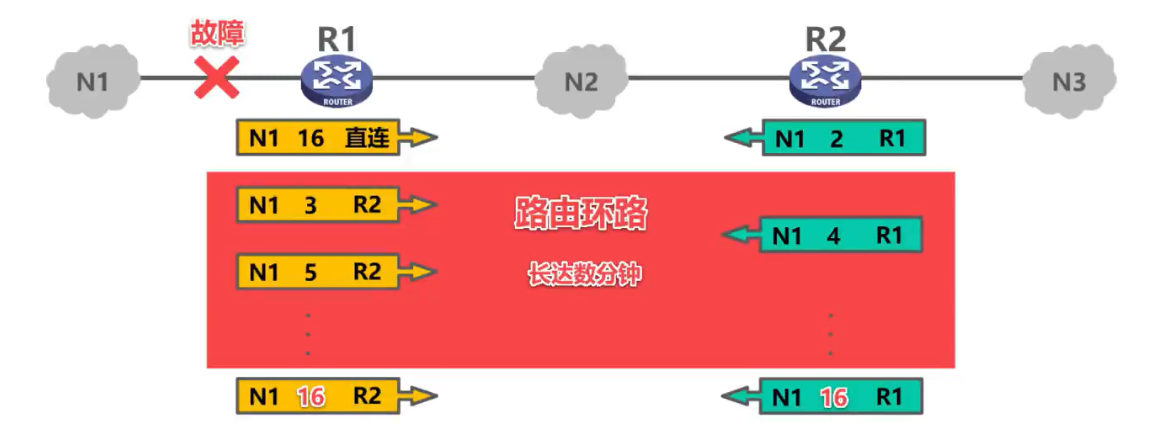 故障
R1
R2
N1
N2
N3
ROUTER
ROUTER
N1 16 直连
N1 2 R1
N1 3 R2
路由环路
N1 4 R1
N1 5 R2
长达数分钟
N1 16 R2
N1 16 R1